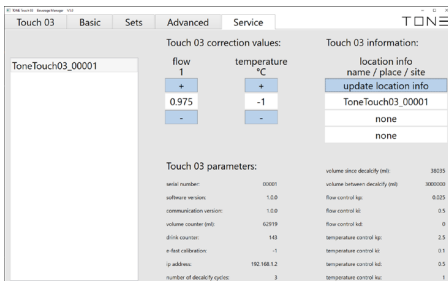 TONE Touch 03 Beverage Manager V1.0
Touch 03 Basic Sets Advanced Service
TONE
Touch 03 correction values: Touch 03 information:
ToneTouch03_00001
flow temperature location info
1 °C name / place / site
+ + update location info
0.975 -1 ToneTouch03_00001
- - none
none
Touch 03 parameters:
serial number: 00001
software version: 1.0.0
communication version: 1.0.0
volume counter (ml): 62919
drink counter: 143
e-fast calibration: -1
ip address: 192.168.1.2
number of decalcify cycles: 3
volume since decalcify (ml): 38035
volume between decalcify (ml): 3000000
flow control kp: 0.025
flow control ki: 0.5
flow control kd: 0
temperature control kp: 2.5
temperature control ki: 0.1
temperature control kd: 0.5
temperature control ku: 1